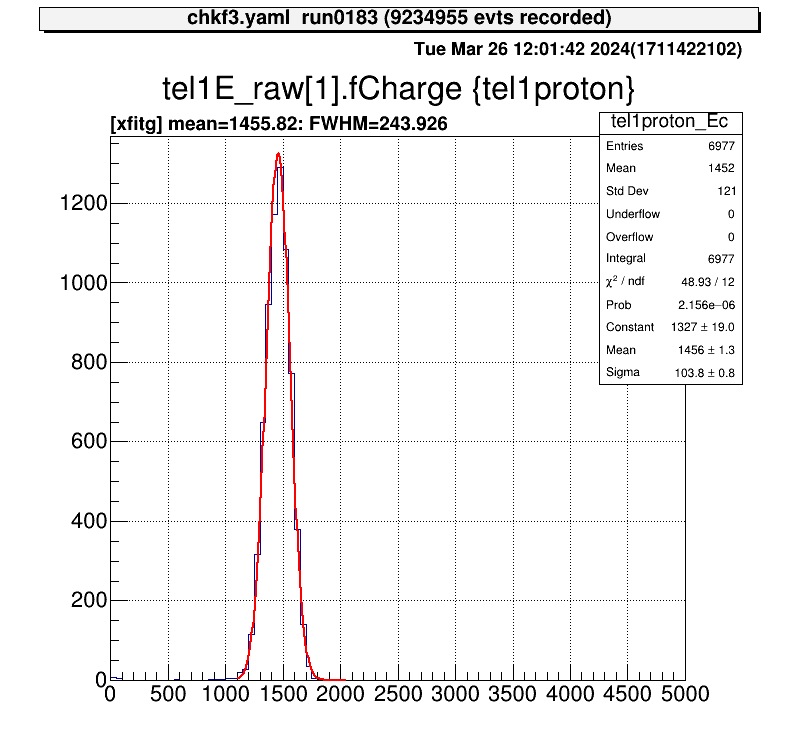 chkf3.yaml run0183 (9234955 evts recorded)
Tue Mar 26 12:01:42 2024(1711422102)
tel1E_raw[1].fCharge {tel1proton}
[xfitg] mean=1455.82: FWHM=243.926
tel1proton_Ec
Entries 6977
Mean 1452
Std Dev 121
Underflow 0
Overflow 0
Integral 6977
χ² / ndf 48.93 / 12
Prob 2.156e−06
Constant 1327 ± 19.0
Mean 1456 ± 1.3
Sigma 103.8 ± 0.8
1200
1000
800
600
400
200
0
0 500 1000 1500 2000 2500 3000 3500 4000 4500 5000